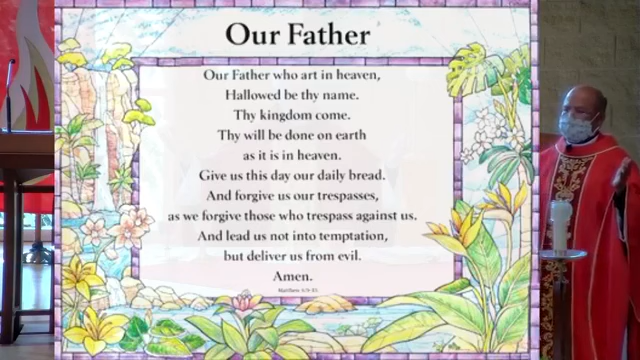 Our Father
Our Father who art in heaven,
Hallowed be thy name.
Thy kingdom come.
Thy will be done on earth
as it is in heaven.
Give us this day our daily bread.
And forgive us our trespasses,
as we forgive those who trespass against us.
And lead us not into temptation,
but deliver us from evil.
Amen.